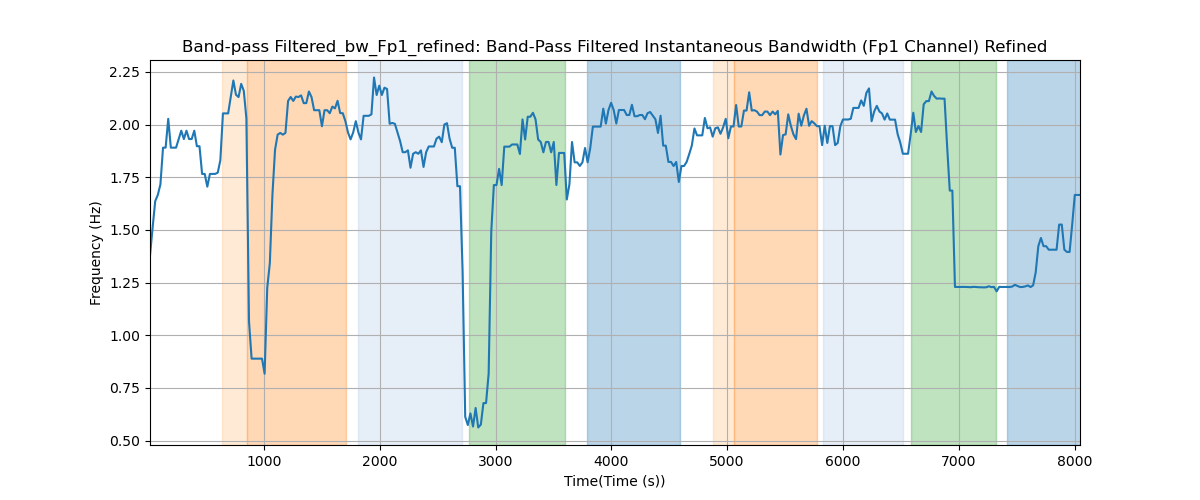 Band-pass Filtered_bw_Fp1_refined: Band-Pass Filtered Instantaneous Bandwidth (Fp1 Channel) Refined
2.25
2.00
1.75
1.50
1.25
1.00
0.75
0.50
Frequency (Hz)
1000 2000 3000 4000 5000 6000 7000 8000
Time(Time (s))